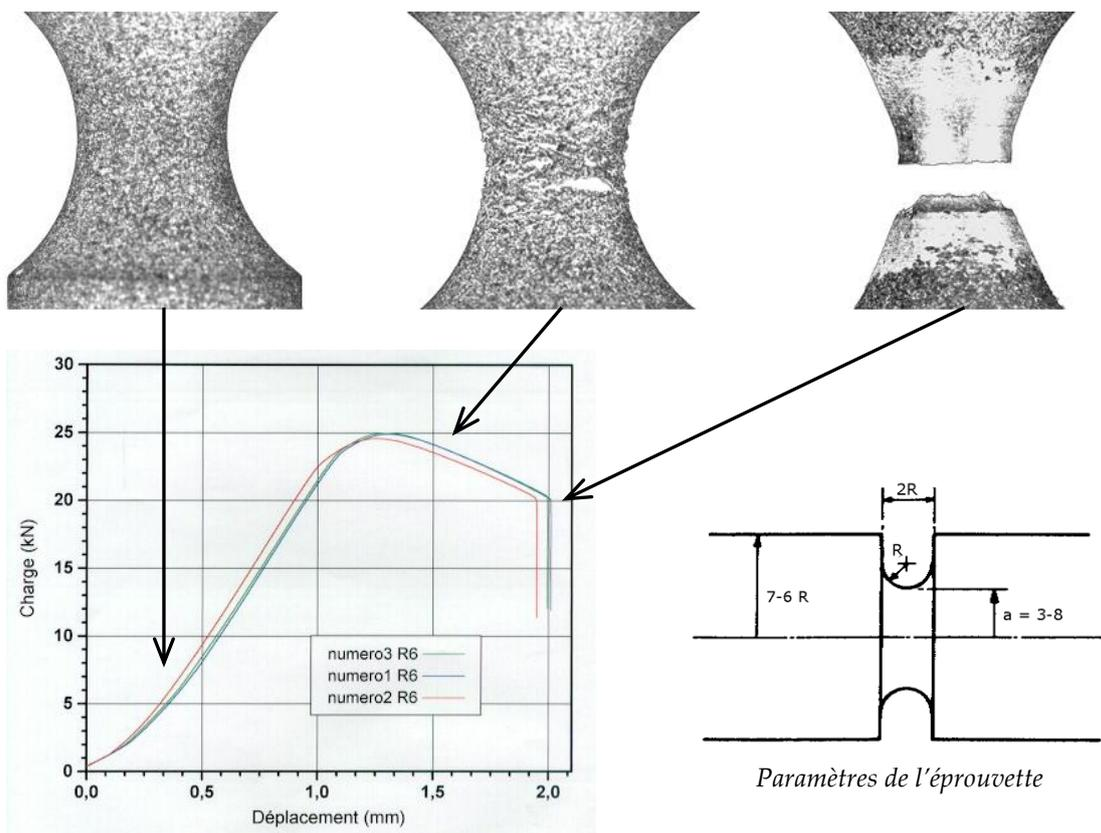 30
25
20
15
10
5
0
Charge (kN)
numero3 R6
numero1 R6
numero2 R6
0,0 0,5 1,0 1,5 2,0
Déplacement (mm)
2R
R
7-6 R
a = 3-8
Paramètres de l'éprouvette